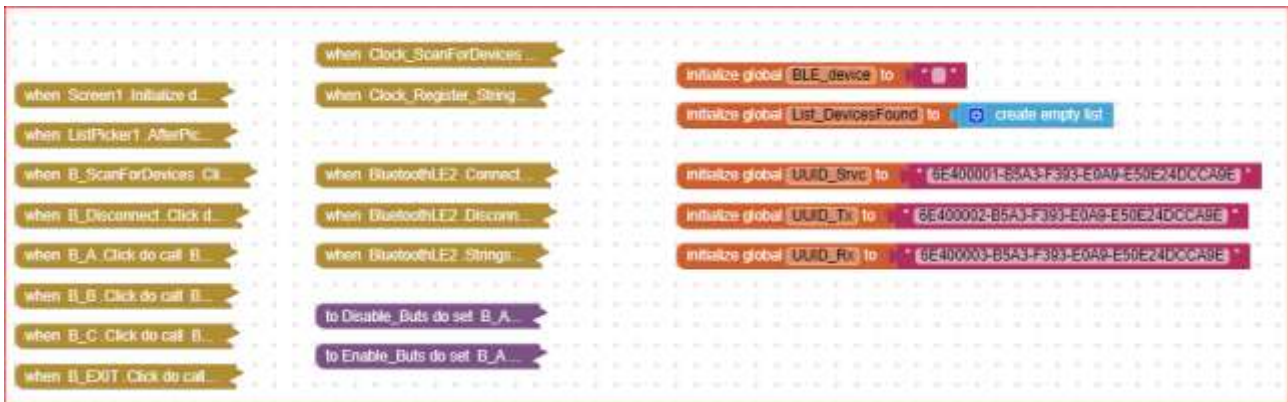 when Screen1 .Initialize d...
when ListPicker1 .AfterPic...
when B_ScanForDevices .Cli...
when B_Disconnect .Click d...
when B_A .Click do call B...
when B_B .Click do call B...
when B_C .Click do call B...
when B_EXIT .Click do call...
when Clock_ScanForDevices...
when Clock_Register_String...
when BluetoothLE2 .Connect...
when BluetoothLE2 .Disconn...
when BluetoothLE2 .Strings...
to Disable_Buts do set B_A...
to Enable_Buts do set B_A...
initialize global BLE_device to " "
initialize global List_DevicesFound to create empty list
initialize global UUID_Srvc to " 6E400001-B5A3-F393-E0A9-E50E24DCCA9E "
initialize global UUID_Tx to " 6E400002-B5A3-F393-E0A9-E50E24DCCA9E "
initialize global UUID_Rx to " 6E400003-B5A3-F393-E0A9-E50E24DCCA9E "